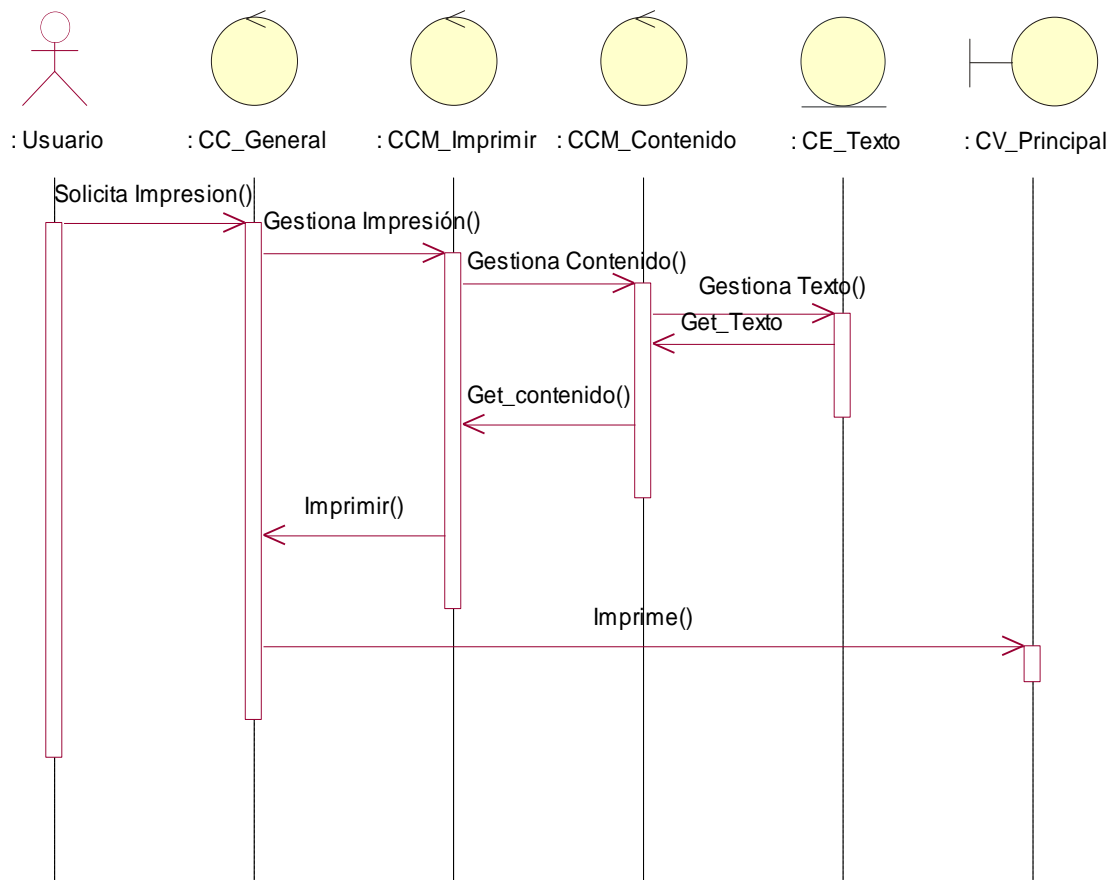 : Usuario
: CC_General
: CCM_Imprimir
: CCM_Contenido
: CE_Texto
: CV_Principal
Solicita Impresion()
Gestiona Impresión()
Gestiona Contenido()
Gestiona Texto()
Get_Texto
Get_contenido()
Imprimir()
Imprime()